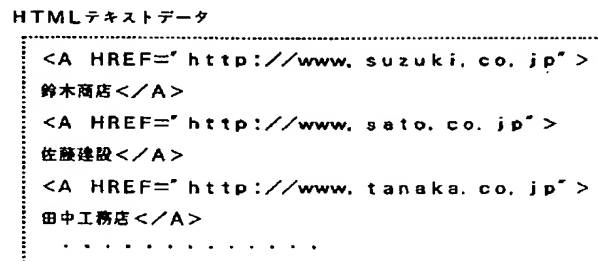 HTMLテキストデータ
<A HREF="http://www.suzuki.co.jp">
鈴木商店</A>
<A HREF="http://www.sato.co.jp">
佐藤建設</A>
<A HREF="http://www.tanaka.co.jp">
田中工務店</A>
・・・・・・・・・・・・・